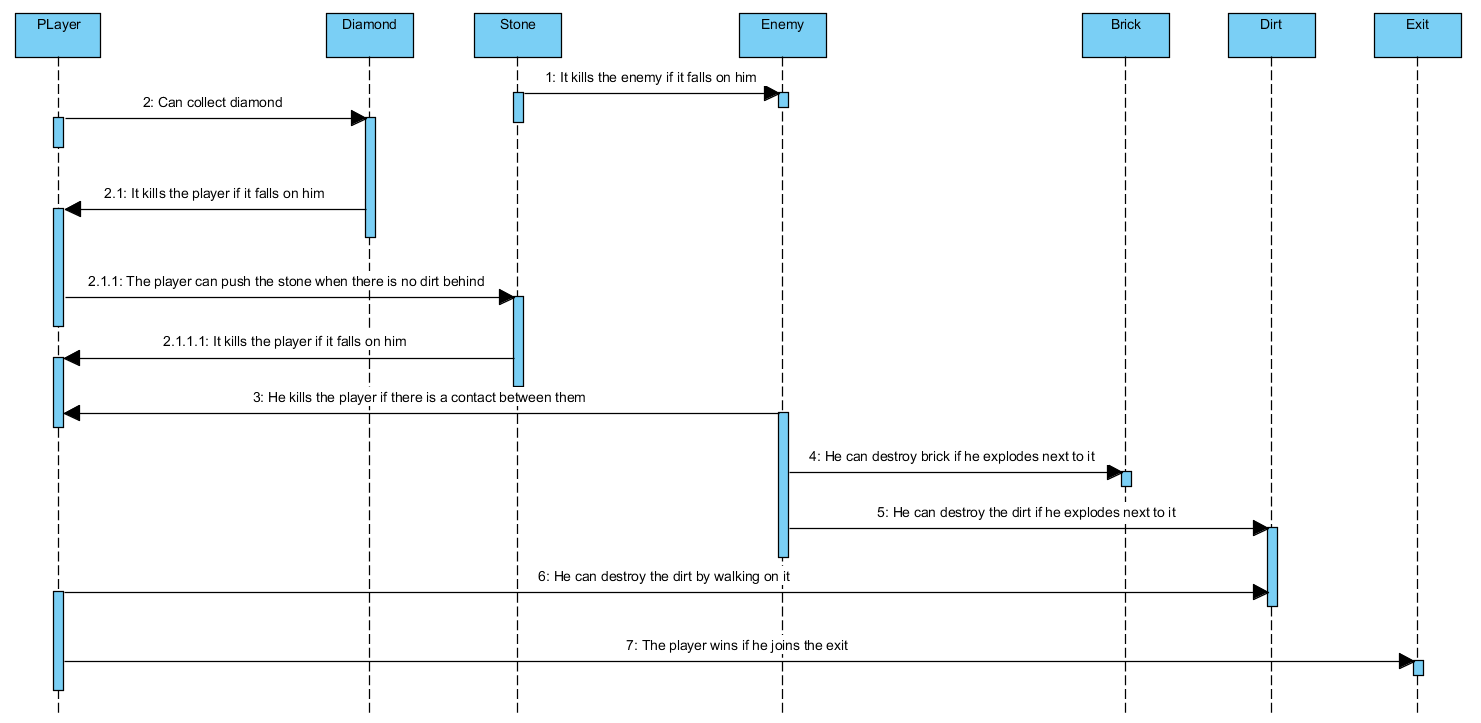 PLayer
Diamond
Stone
Enemy
Brick
Dirt
Exit
1: It kills the enemy if it falls on him
2: Can collect diamond
2.1: It kills the player if it falls on him
2.1.1: The player can push the stone when there is no dirt behind
2.1.1.1: It kills the player if it falls on him
3: He kills the player if there is a contact between them
4: He can destroy brick if he explodes next to it
5: He can destroy the dirt if he explodes next to it
6: He can destroy the dirt by walking on it
7: The player wins if he joins the exit